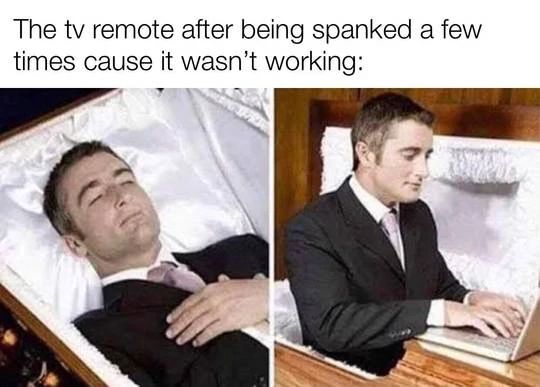 The tv remote after being spanked a few
times cause it wasn’t working: